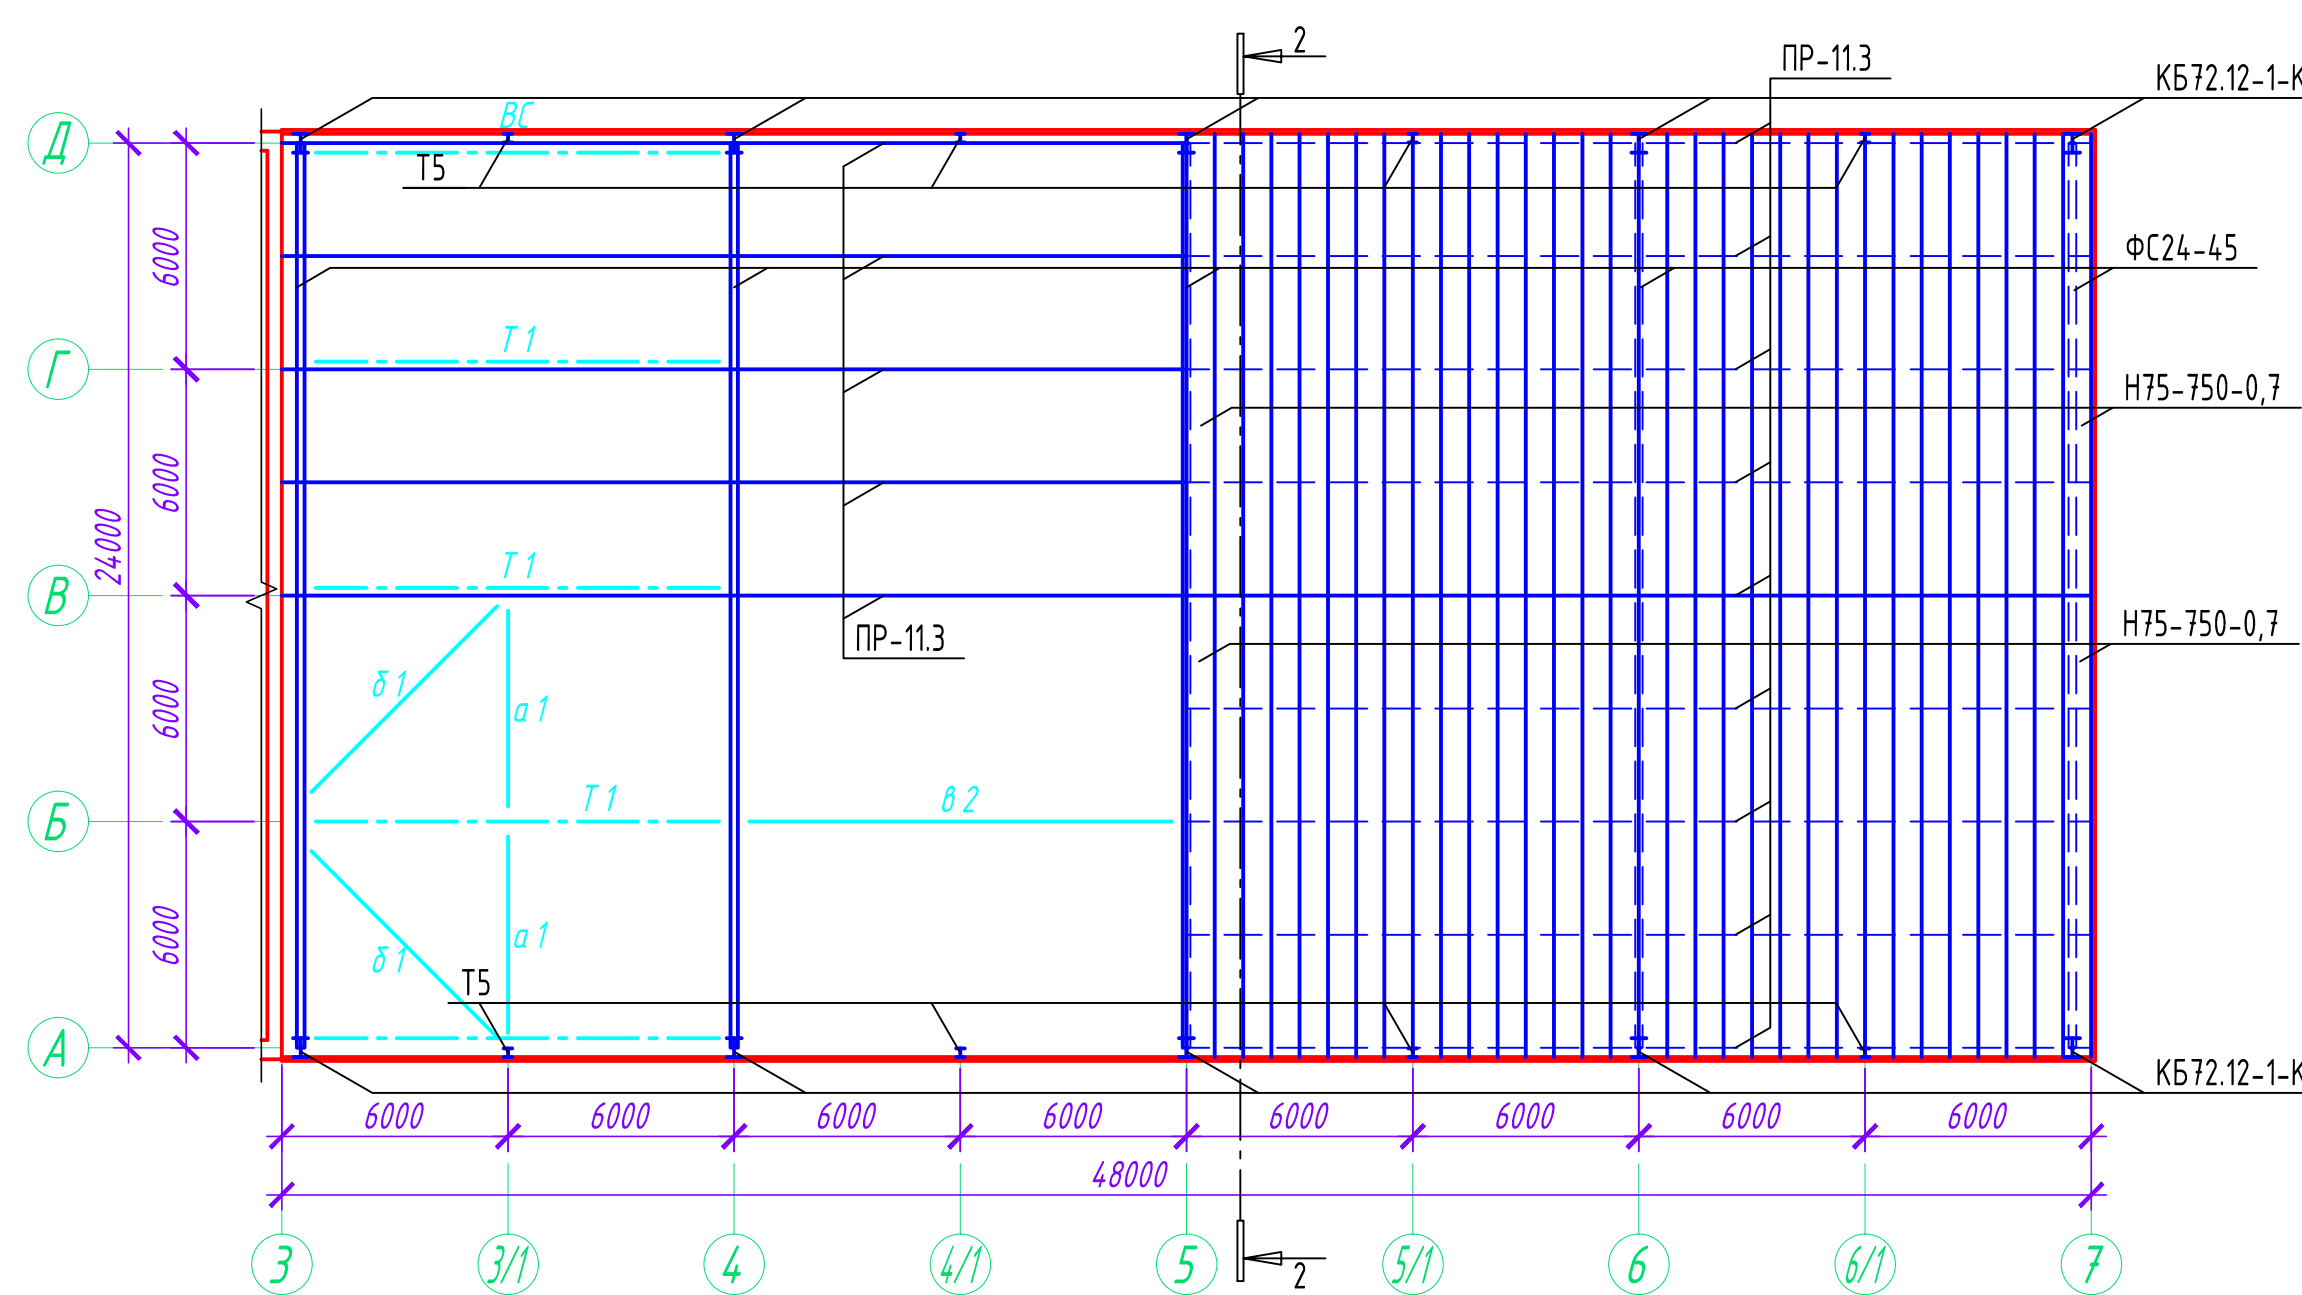 2
ПР-11.3
КБ72.12-1-К
Д
ВС
Т5
6000
ФС24-45
Т1
Г
Н75-750-0,7
6000
24000
Т1
В
ПР-11.3
Н75-750-0,7
б1
а1
6000
Т1
в2
Б
6000
а1
б1
Т5
А
КБ72.12-1-К
6000 6000 6000 6000 6000 6000 6000 6000
48000
3 3/1 4 4/1 5 5/1 6 6/1 7
2